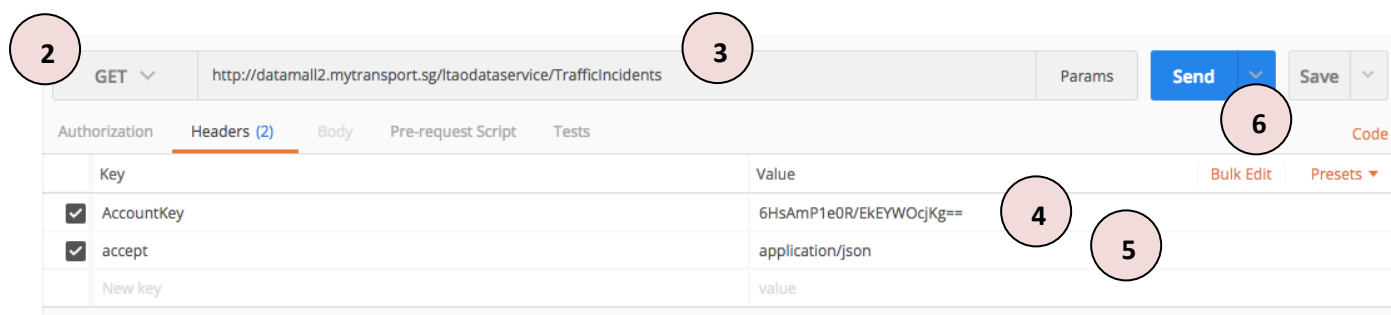 2
3
GET http://datamall2.mytransport.sg/ltaodataservice/TrafficIncidents Params Send Save
6
Authorization Headers (2) Body Pre-request Script Tests Code
Key Value Bulk Edit Presets
AccountKey 6HsAmP1e0R/EkEYWOcjKg== 4
accept application/json 5
New key value